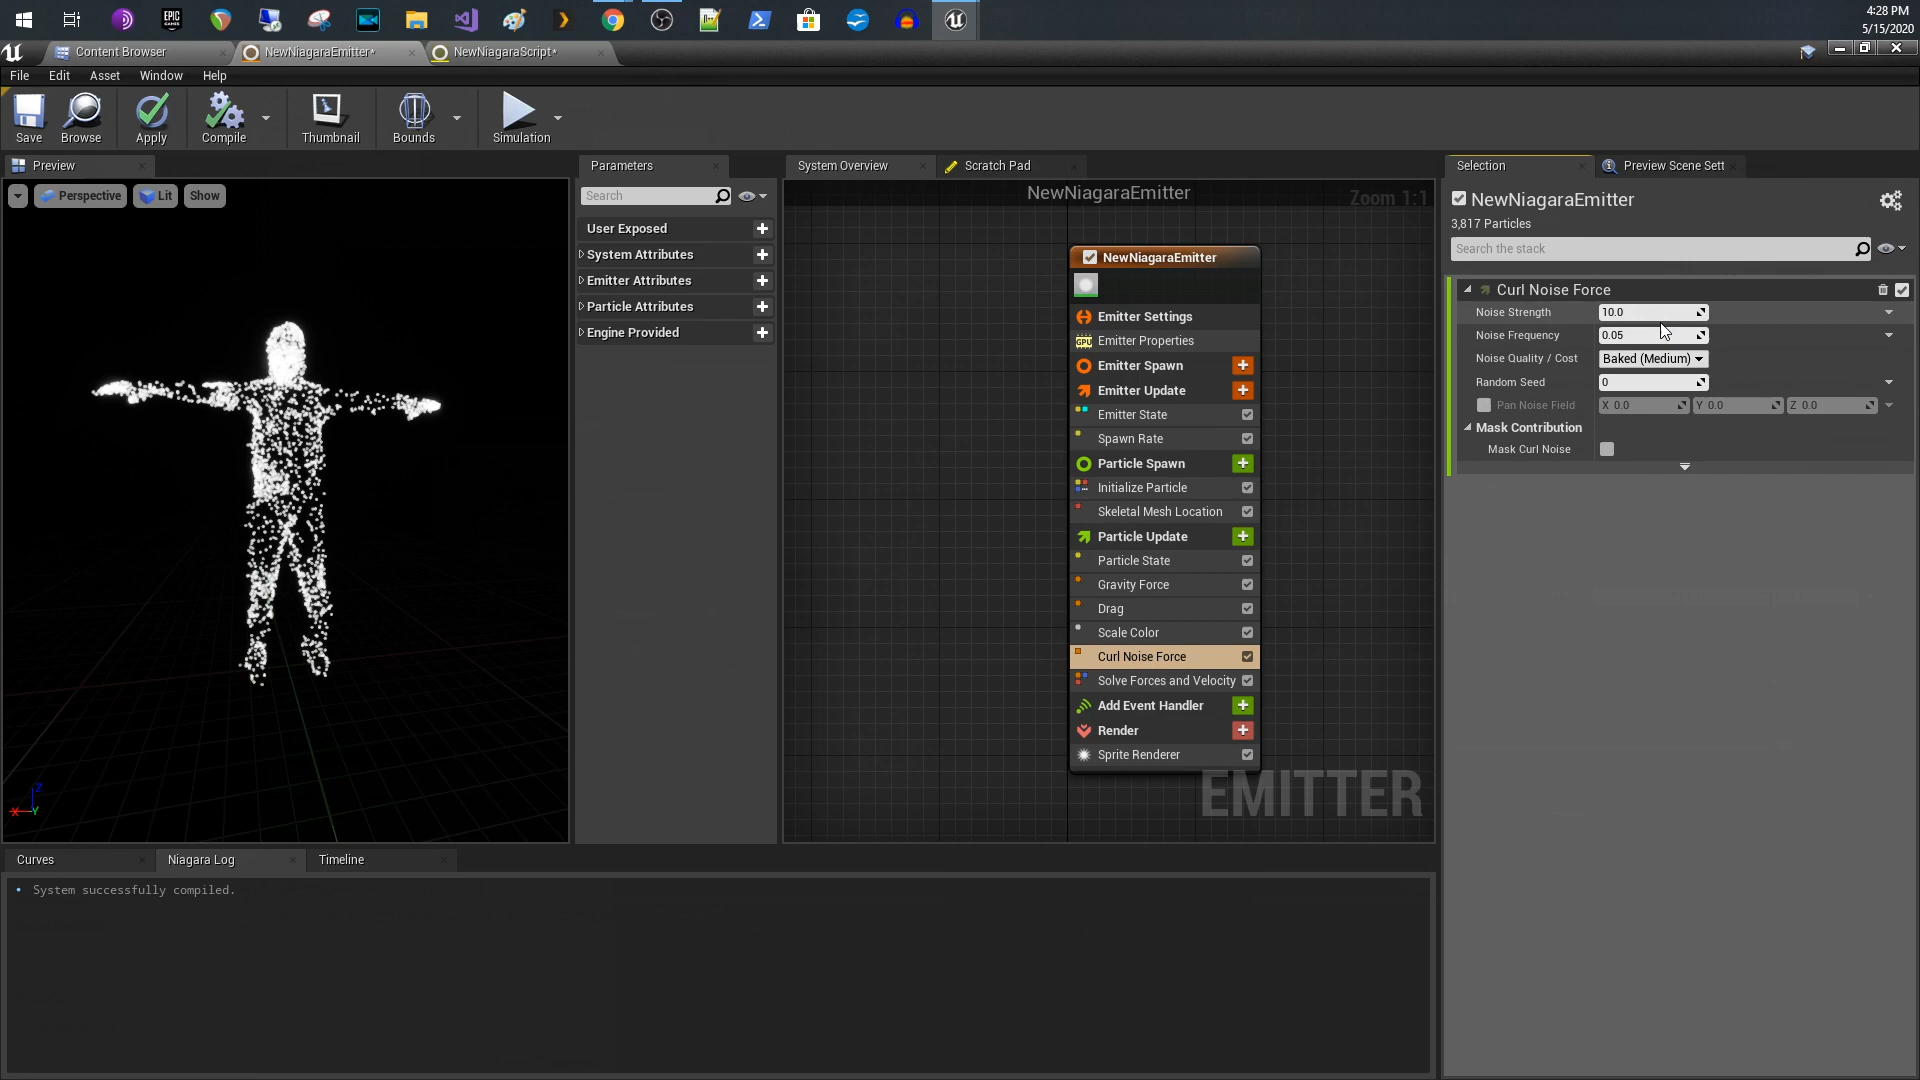 4:28 PM
5/15/2020
EPIC GAMES
Content Browser
NewNiagaraEmitter*
NewNiagaraScript*
File Edit Asset Window Help
Save Browse Apply Compile Thumbnail Bounds Simulation
Preview
Perspective Lit Show
X Y Z
Parameters
Search
User Exposed
System Attributes
Emitter Attributes
Particle Attributes
Engine Provided
System Overview
Scratch Pad
NewNiagaraEmitter
Zoom 1:1
NewNiagaraEmitter
Emitter Settings
GPU Emitter Properties
Emitter Spawn
Emitter Update
Emitter State
Spawn Rate
Particle Spawn
Initialize Particle
Skeletal Mesh Location
Particle Update
Particle State
Gravity Force
Drag
Scale Color
Curl Noise Force
Solve Forces and Velocity
Add Event Handler
Render
Sprite Renderer
EMITTER
Selection
Preview Scene Sett
NewNiagaraEmitter
3,817 Particles
Search the stack
Curl Noise Force
Noise Strength 10.0
Noise Frequency 0.05
Noise Quality / Cost Baked (Medium)
Random Seed 0
Pan Noise Field X 0.0 Y 0.0 Z 0.0
Mask Contribution
Mask Curl Noise
Curves
Niagara Log
Timeline
• System successfully compiled.